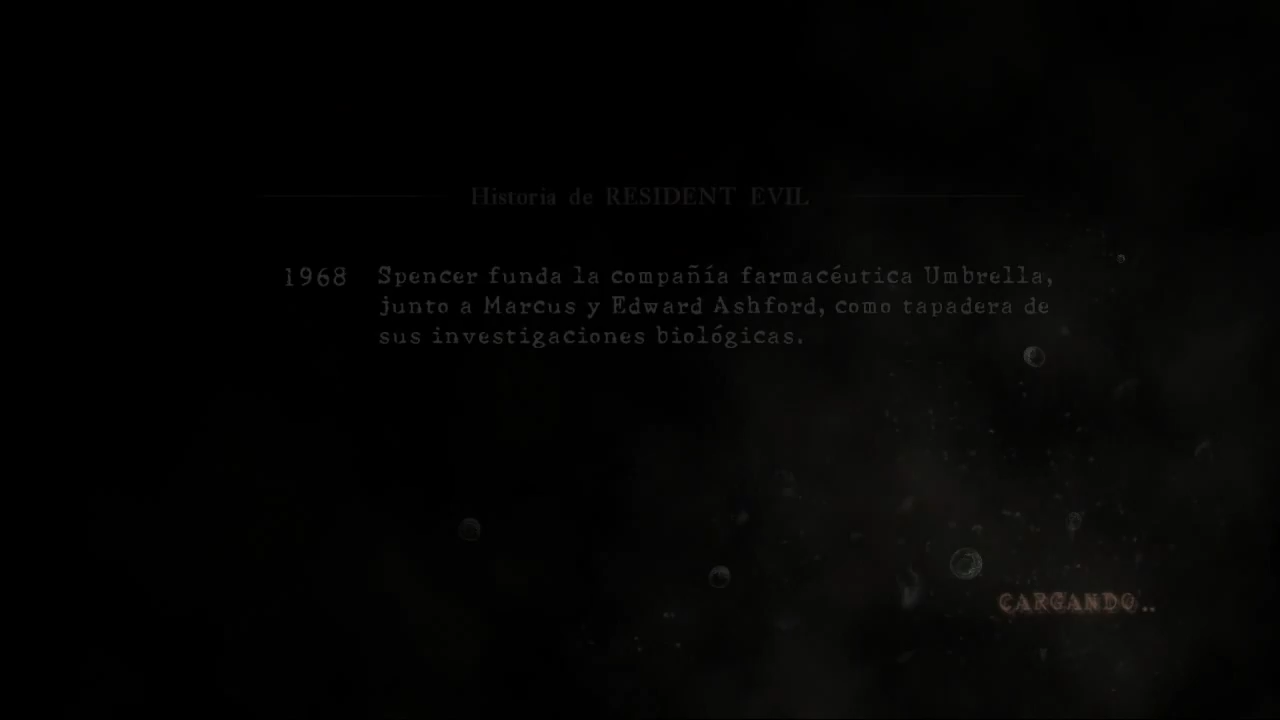 Historia de RESIDENT EVIL
1968 Spencer funda la compañía farmacéutica Umbrella,
junto a Marcus y Edward Ashford, como tapadera de
sus investigaciones biológicas.
CARGANDO..